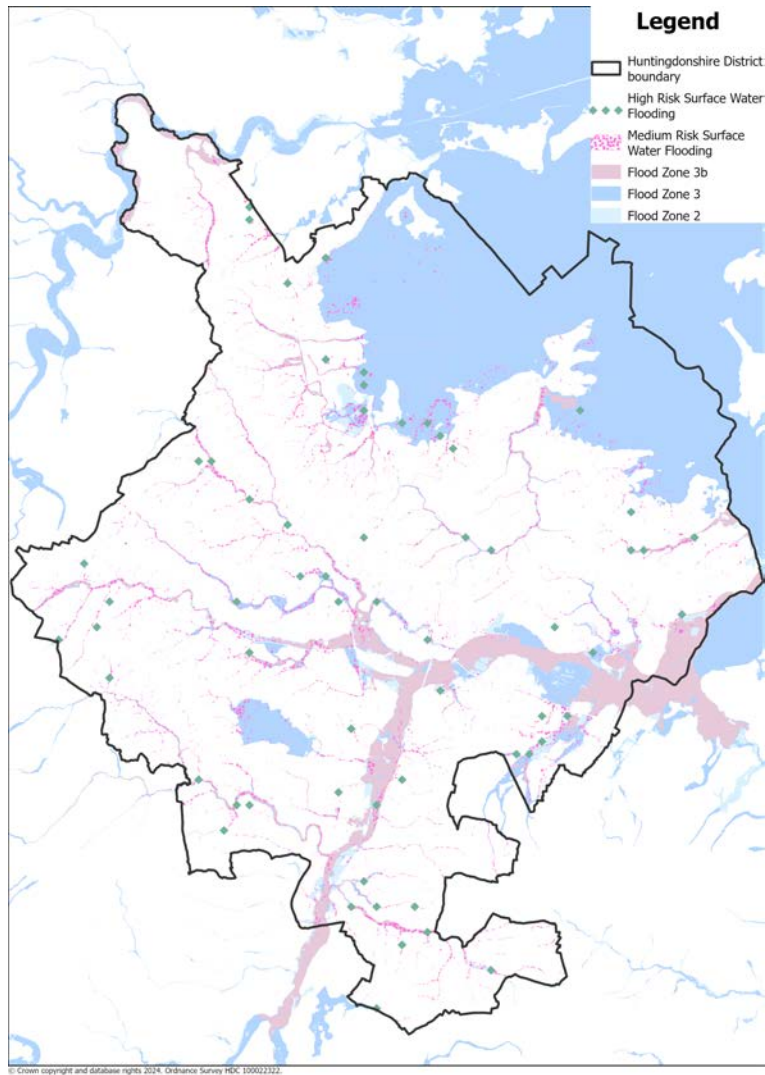 Legend
Huntingdonshire District
boundary
High Risk Surface Water
Flooding
Medium Risk Surface
Water Flooding
Flood Zone 3b
Flood Zone 3
Flood Zone 2
© Crown copyright and database rights 2024. Ordnance Survey HDC 100022322.